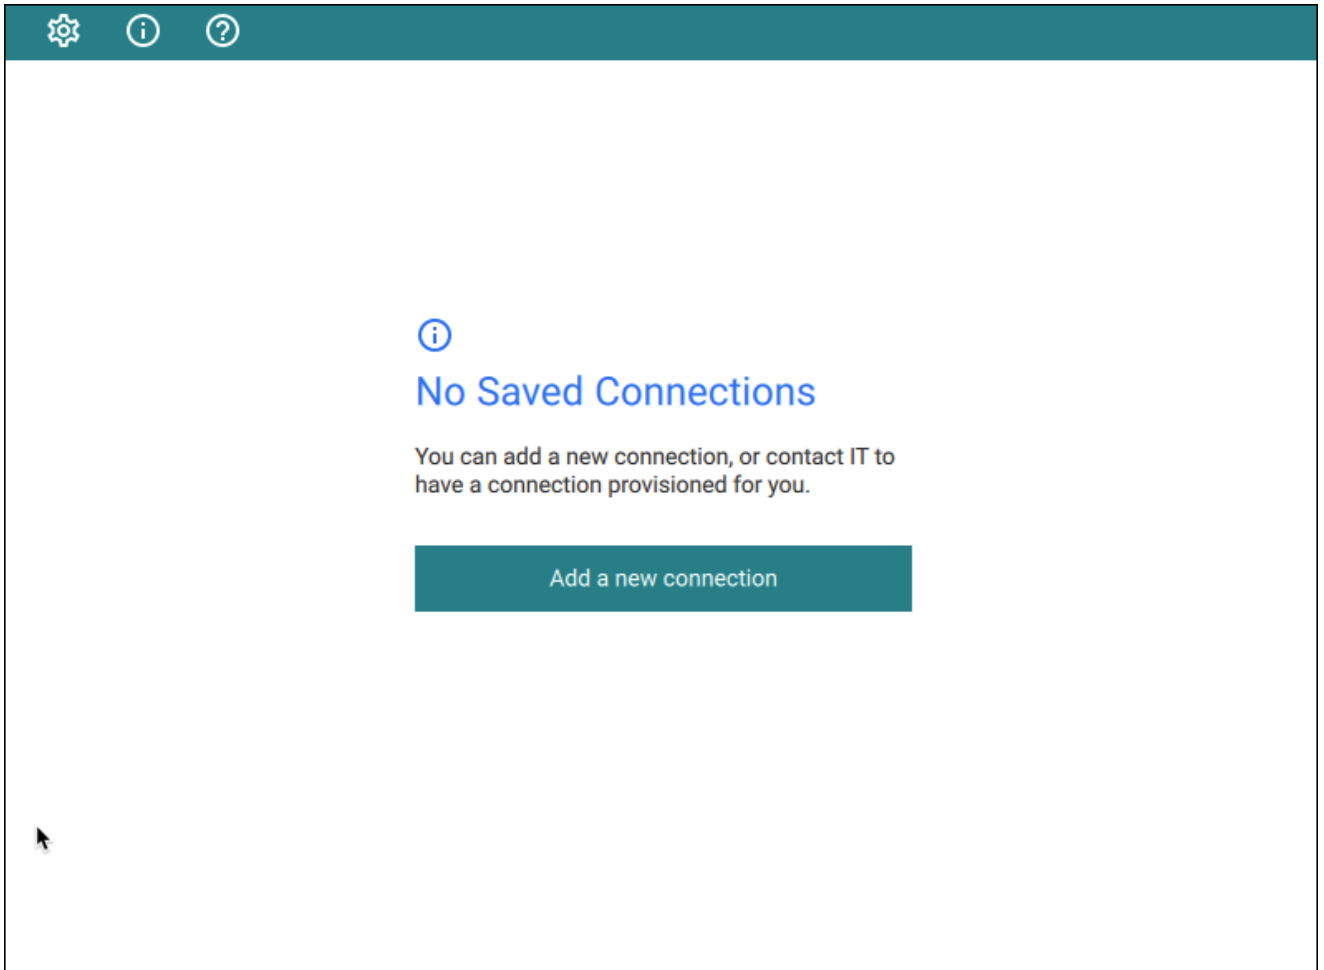 No Saved Connections
You can add a new connection, or contact IT to
have a connection provisioned for you.
Add a new connection